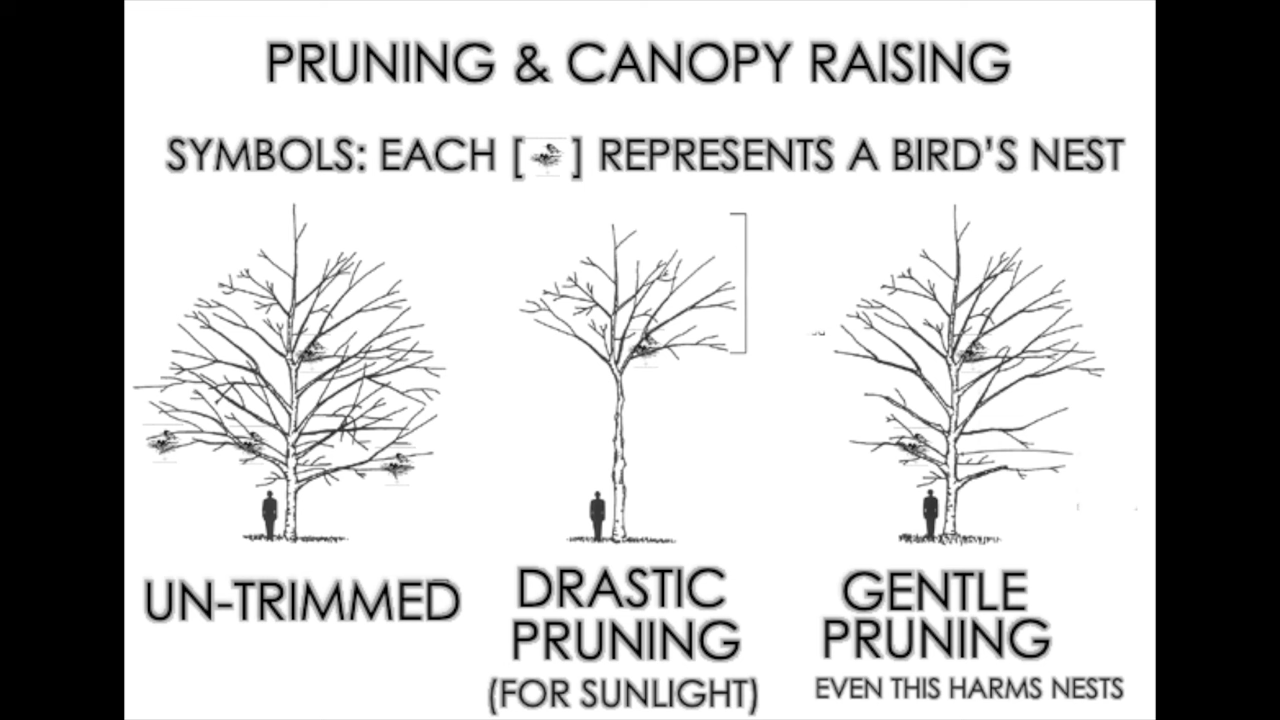 PRUNING & CANOPY RAISING
SYMBOLS: EACH [ ] REPRESENTS A BIRD'S NEST
UN-TRIMMED
DRASTIC
PRUNING
(FOR SUNLIGHT)
GENTLE
PRUNING
EVEN THIS HARMS NESTS